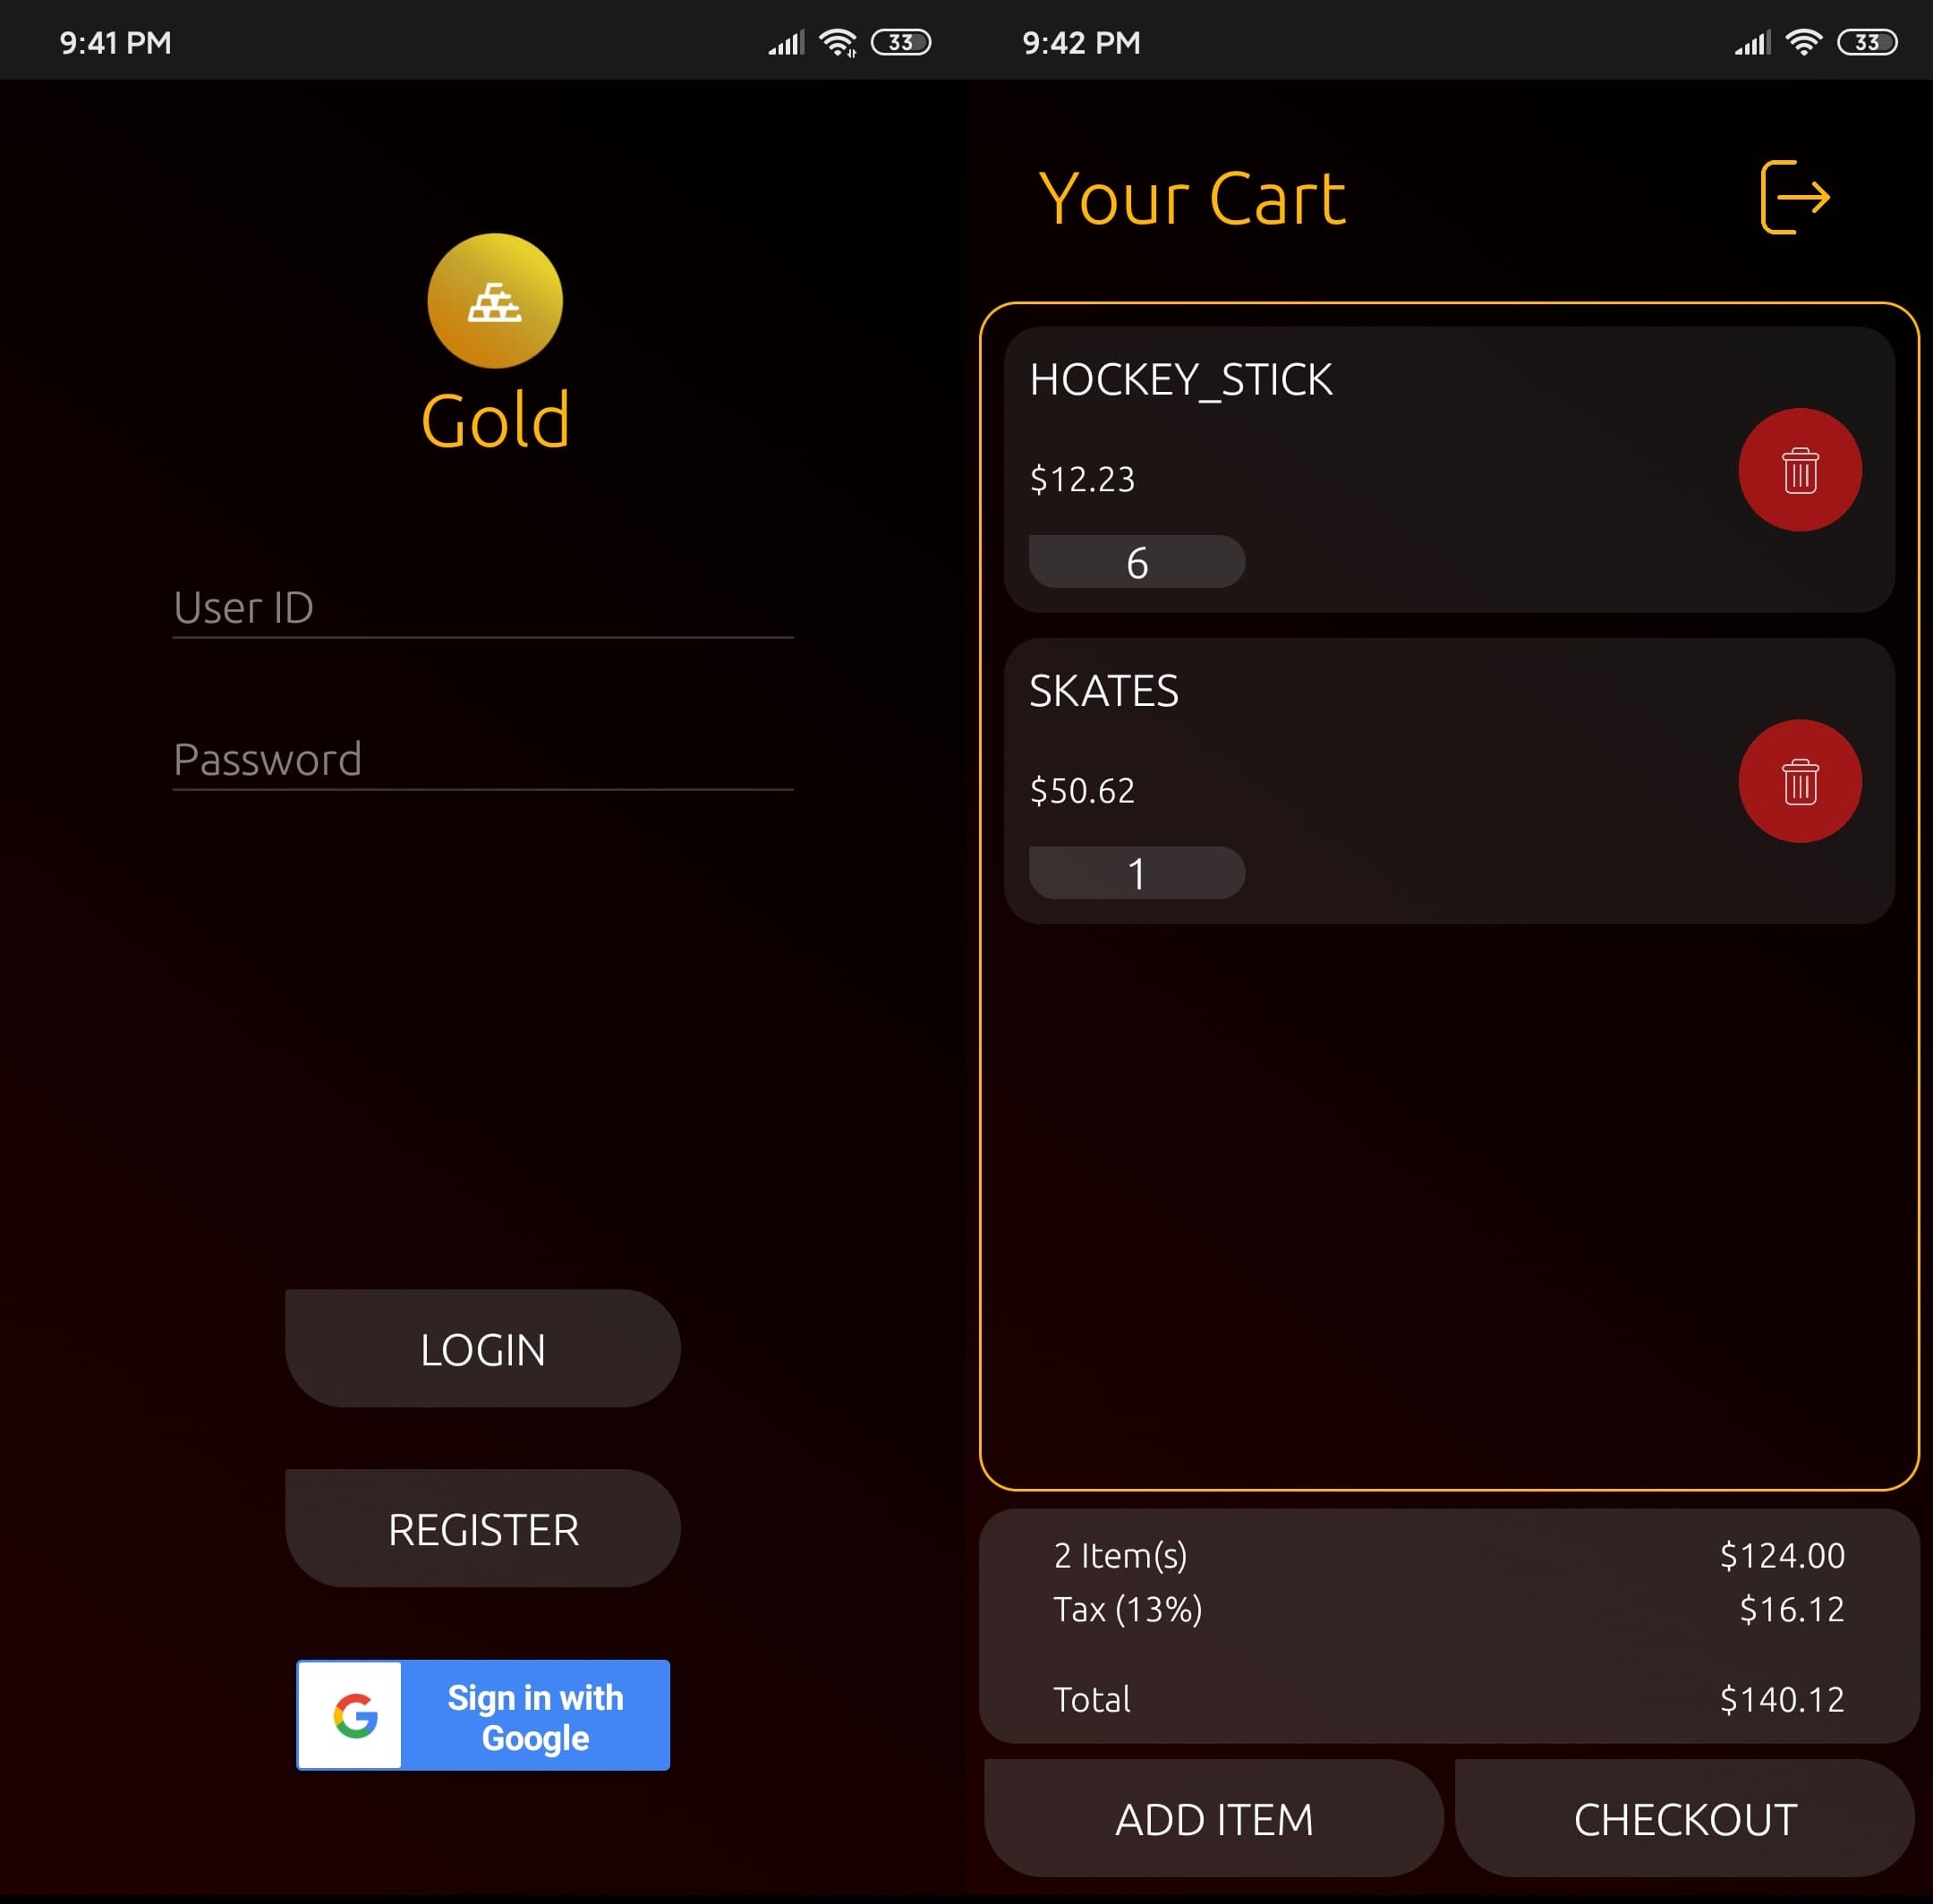 9:41 PM
33
Gold
User ID
Password
LOGIN
REGISTER
Sign in with
Google
9:42 PM
33
Your Cart
HOCKEY_STICK
$12.23
6
SKATES
$50.62
1
2 Item(s) $124.00
Tax (13%) $16.12
Total $140.12
ADD ITEM CHECKOUT